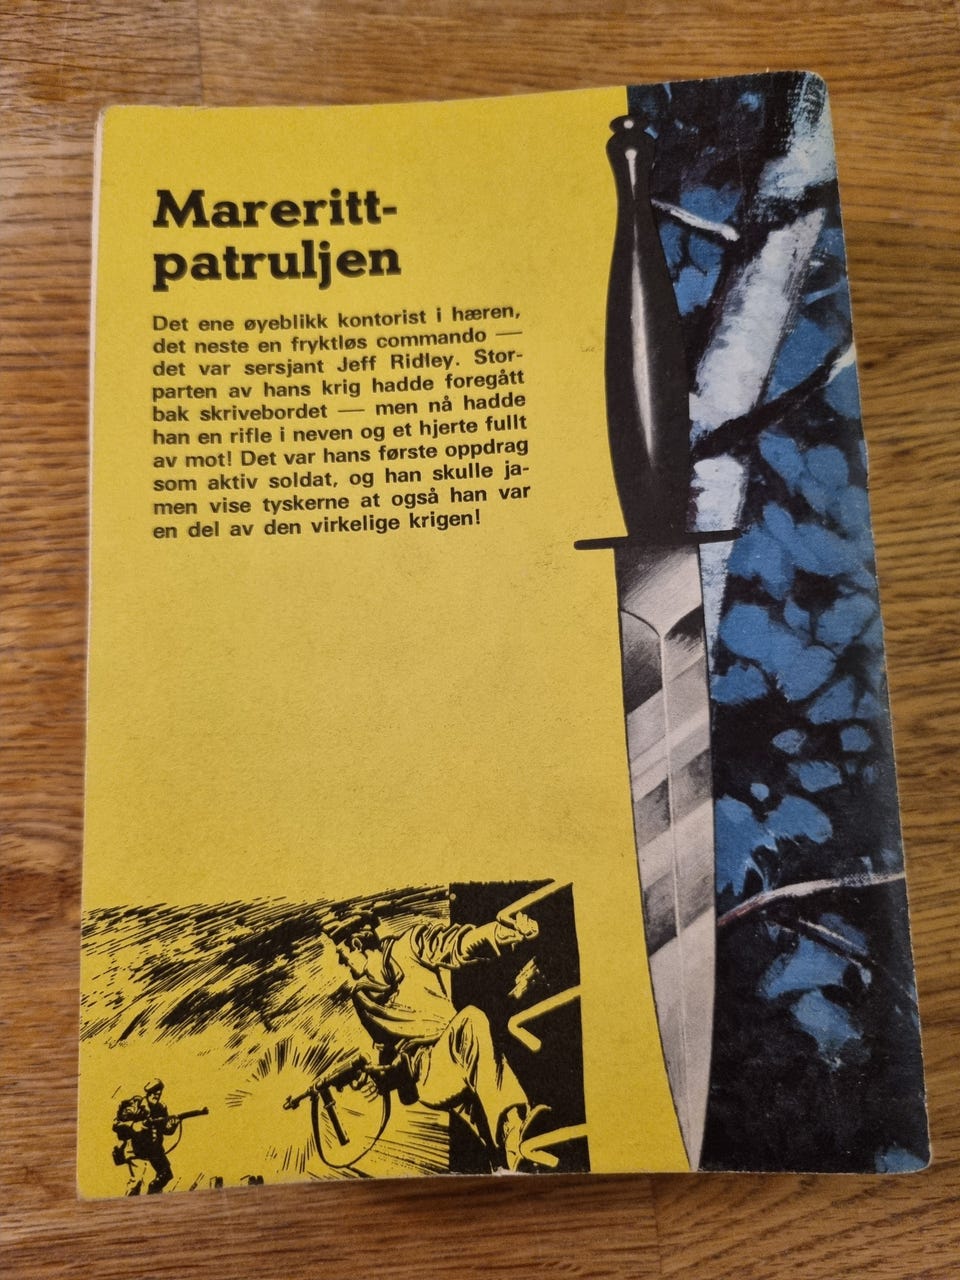 Mareritt-
patruljen
Det ene øyeblikk kontorist i hæren,
det neste en fryktløs commando —
det var sersjant Jeff Ridley. Stor-
parten av hans krig hadde foregått
bak skrivebordet — men nå hadde
han en rifle i neven og et hjerte fullt
av mot! Det var hans første oppdrag
som aktiv soldat, og han skulle ja-
men vise tyskerne at også han var
en del av den virkelige krigen!